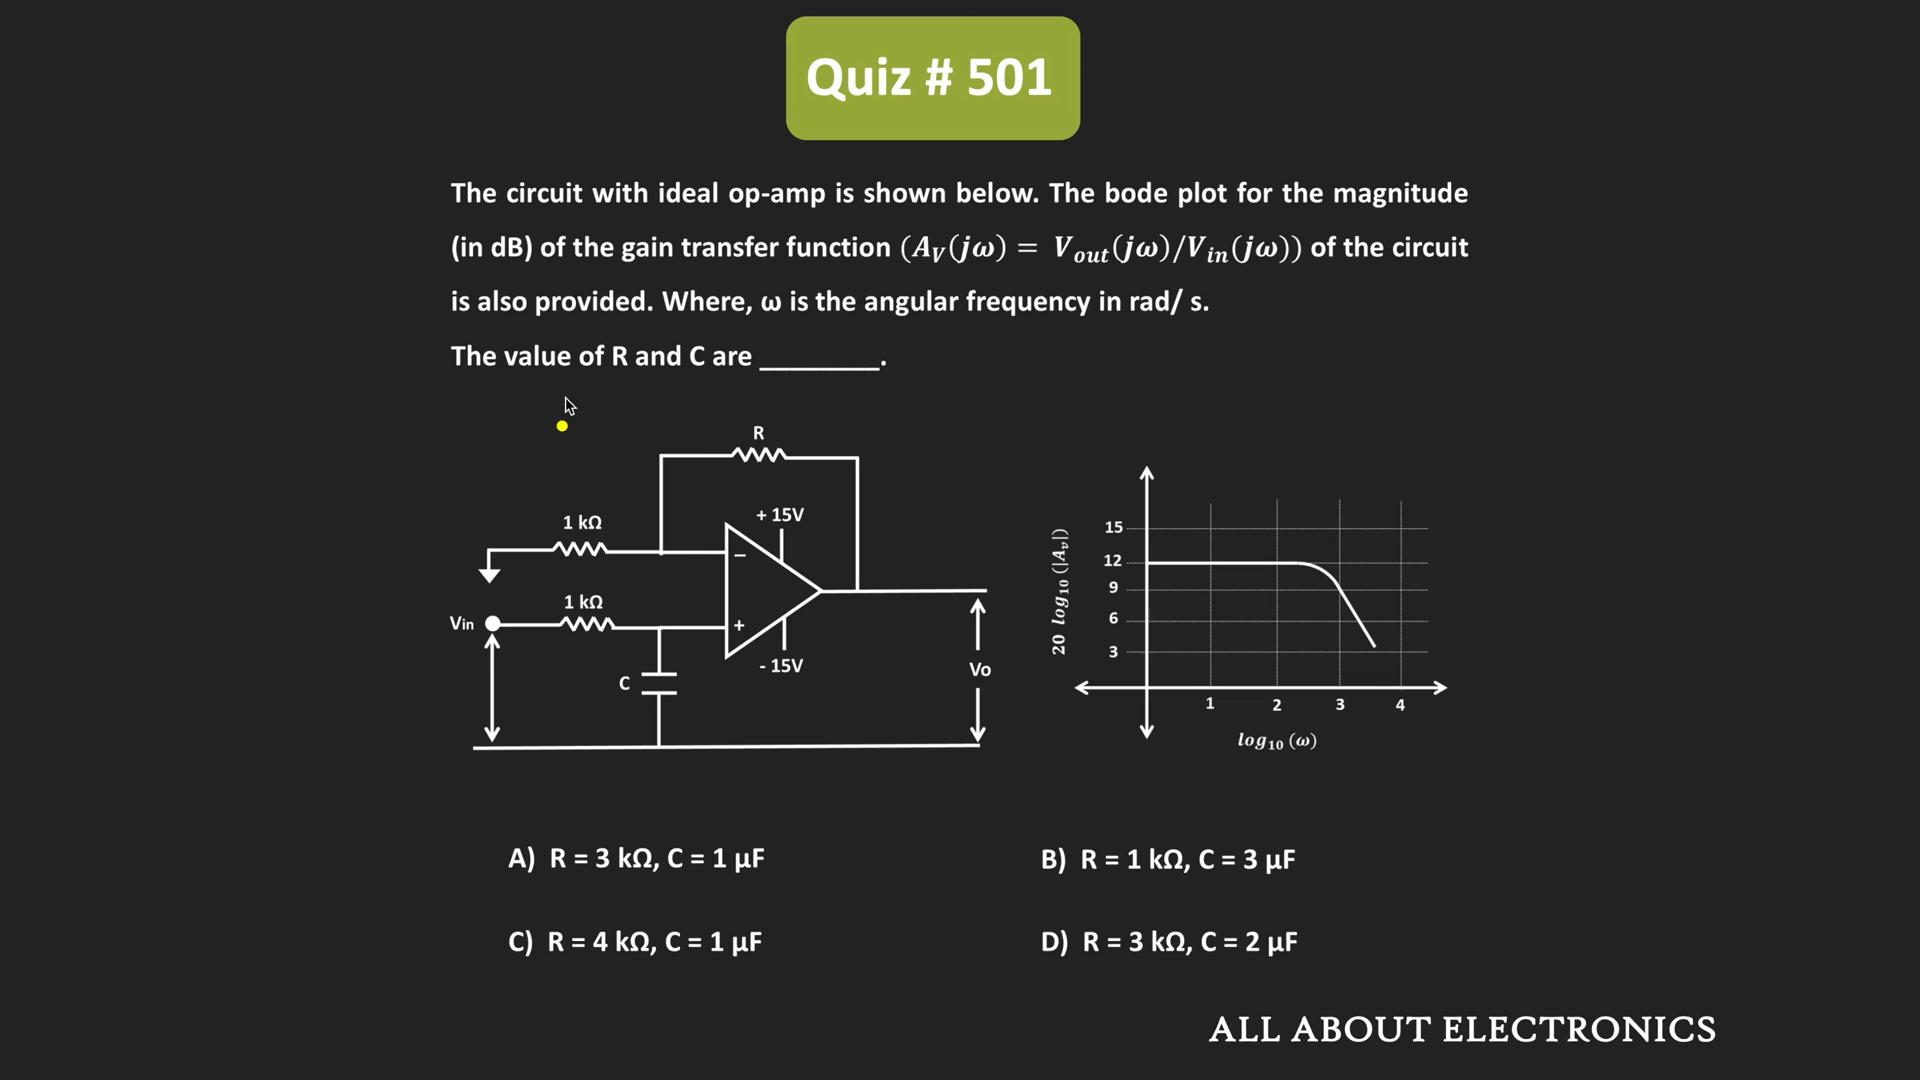 Quiz # 501
The circuit with ideal op-amp is shown below. The bode plot for the magnitude
(in dB) of the gain transfer function (A_V(jω) = V_out(jω)/V_in(jω)) of the circuit
is also provided. Where, ω is the angular frequency in rad/ s.
The value of R and C are _________.
R
+ 15V
1 kΩ
−
1 kΩ
Vin
+
- 15V
C
Vo
20 log₁₀ (|A_v|)
15
12
9
6
3
1 2 3 4
log₁₀ (ω)
A) R = 3 kΩ, C = 1 μF
B) R = 1 kΩ, C = 3 μF
C) R = 4 kΩ, C = 1 μF
D) R = 3 kΩ, C = 2 μF
ALL ABOUT ELECTRONICS